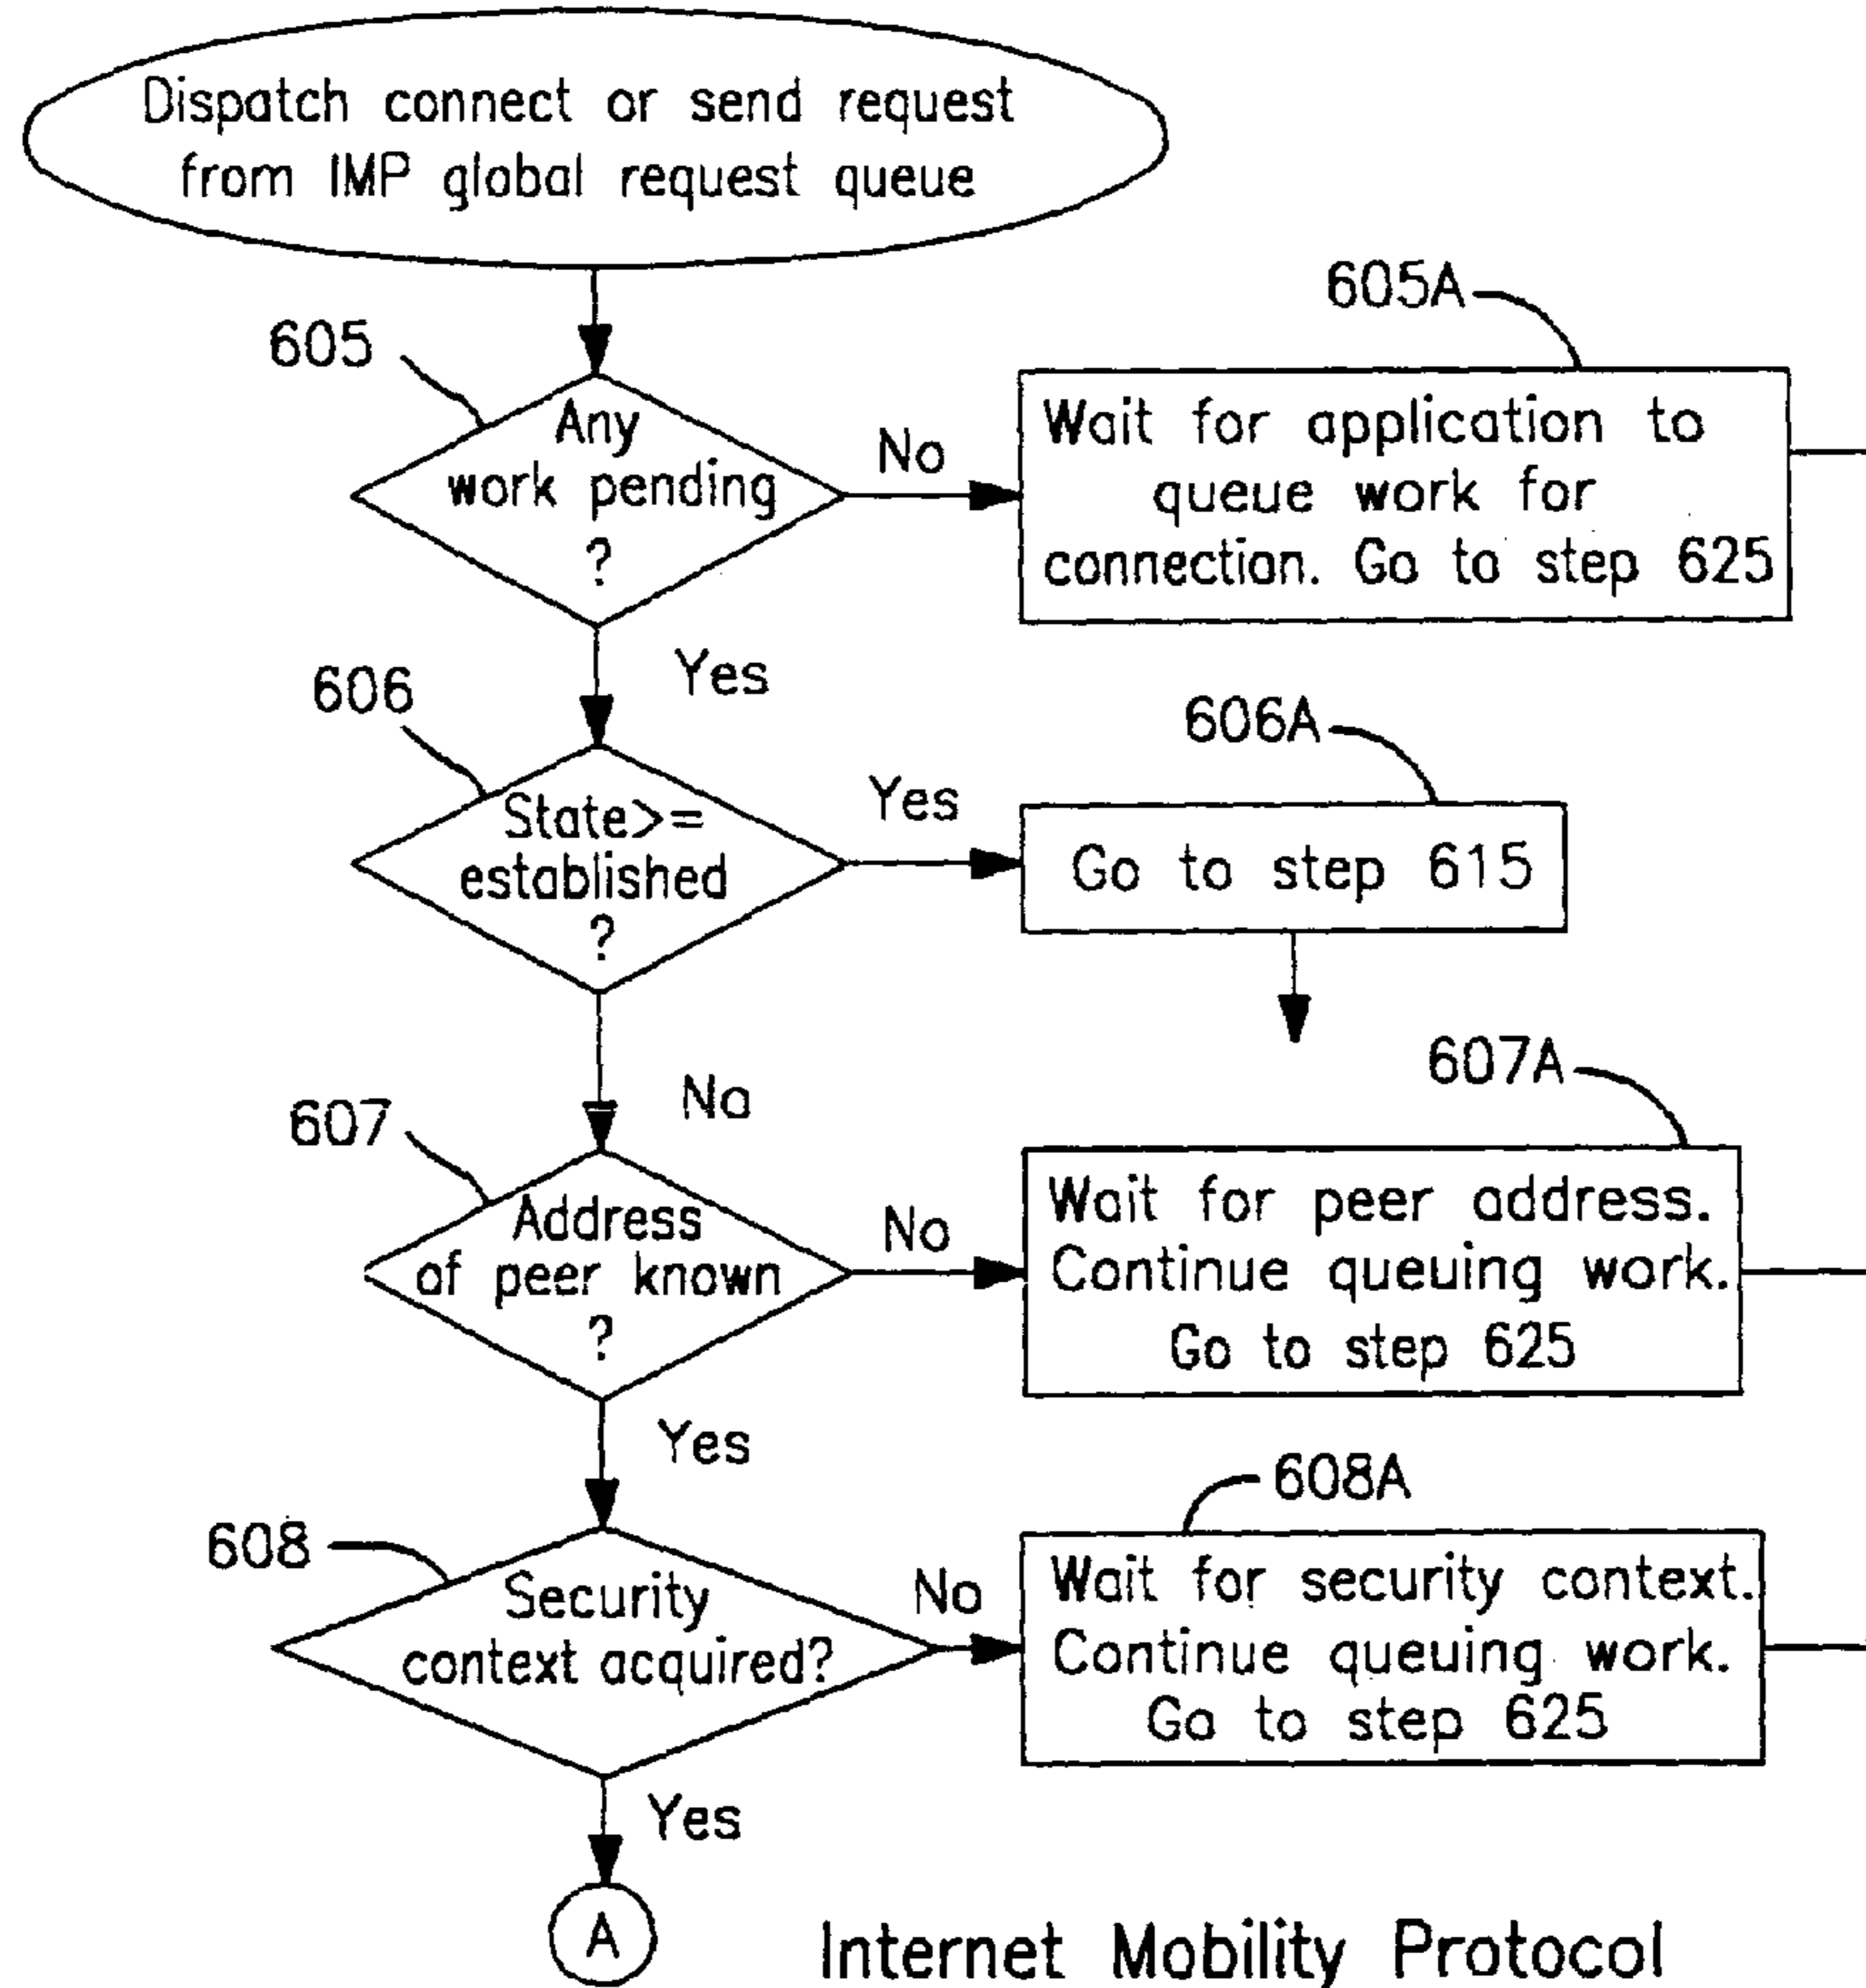 Dispatch connect or send request
from IMP global request queue
605
Any
work pending
?
No
605A
Wait for application to
queue work for
connection. Go to step 625
Yes
606
State>=
established
?
Yes
606A
Go to step 615
No
607
Address
of peer known
?
No
607A
Wait for peer address.
Continue queuing work.
Go to step 625
Yes
608
Security
context acquired?
No
608A
Wait for security context.
Continue queuing work.
Go to step 625
Yes
A
Internet Mobility Protocol